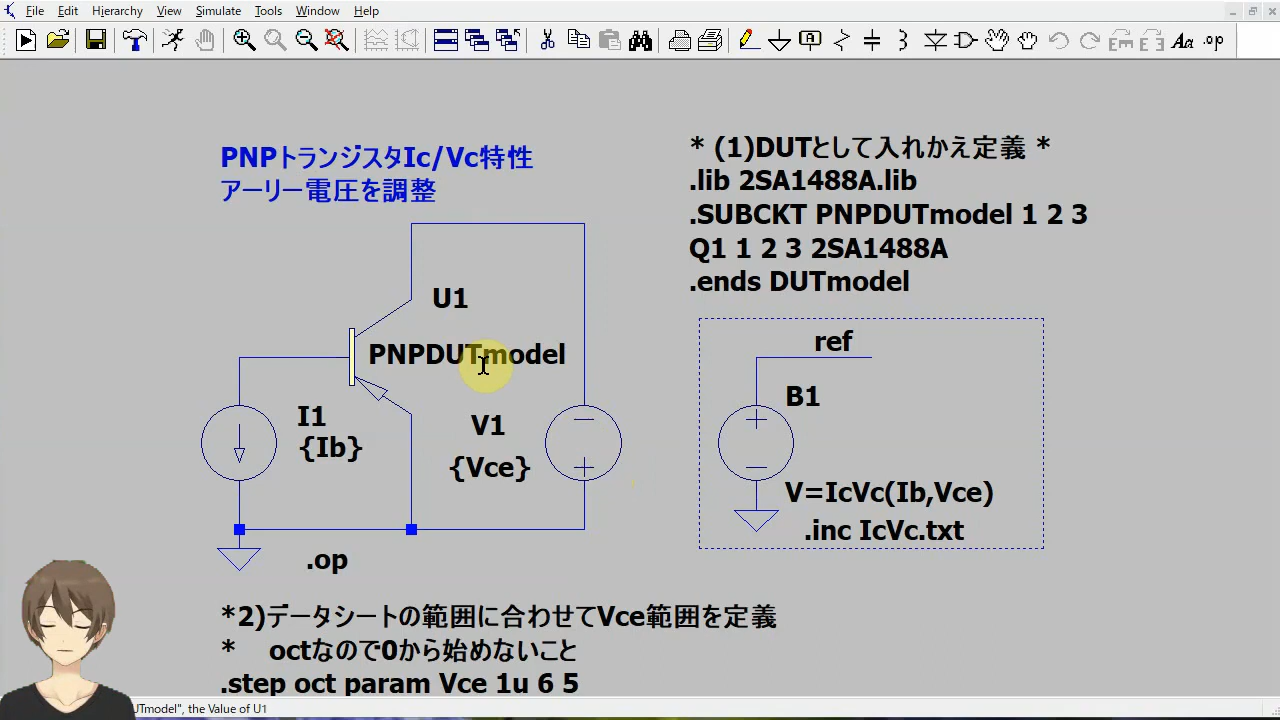 File Edit Hierarchy View Simulate Tools Window Help
A
Aa .op
PNPトランジスタIc/Vc特性
アーリー電圧を調整
* (1)DUTとして入れかえ定義 *
.lib 2SA1488A.lib
.SUBCKT PNPDUTmodel 1 2 3
Q1 1 2 3 2SA1488A
.ends DUTmodel
U1
PNPDUTmodel
I1
{Ib}
V1
{Vce}
ref
B1
V=IcVc(Ib,Vce)
.inc IcVc.txt
.op
*2)データシートの範囲に合わせてVce範囲を定義
* octなので0から始めないこと
.step oct param Vce 1u 6 5
UTmodel", the Value of U1